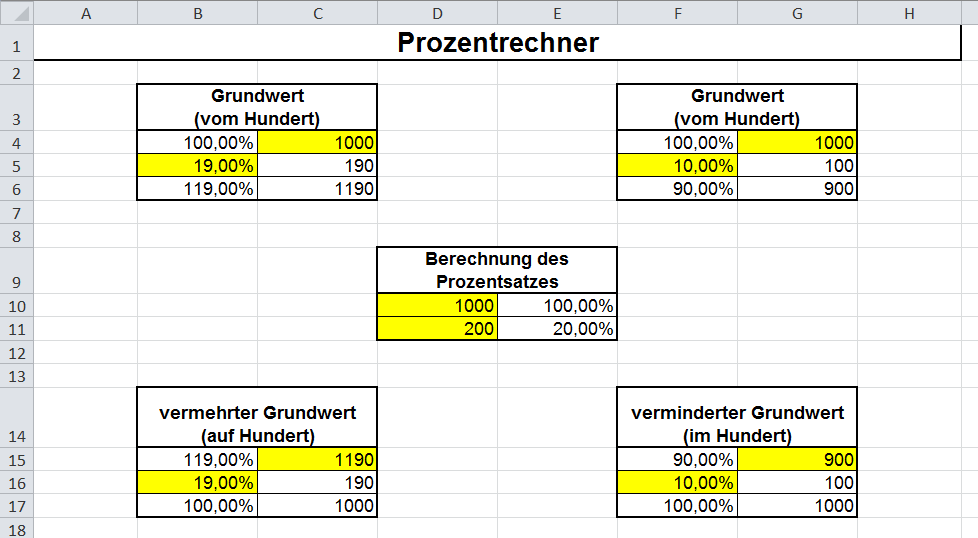 A B C D E F G H
1 Prozentrechner
2
Grundwert Grundwert
3 (vom Hundert) (vom Hundert)
4 100,00% 1000 100,00% 1000
5 19,00% 190 10,00% 100
6 119,00% 1190 90,00% 900
7
8
Berechnung des
9 Prozentsatzes
10 1000 100,00%
11 200 20,00%
12
13
vermehrter Grundwert verminderter Grundwert
14 (auf Hundert) (im Hundert)
15 119,00% 1190 90,00% 900
16 19,00% 190 10,00% 100
17 100,00% 1000 100,00% 1000
18